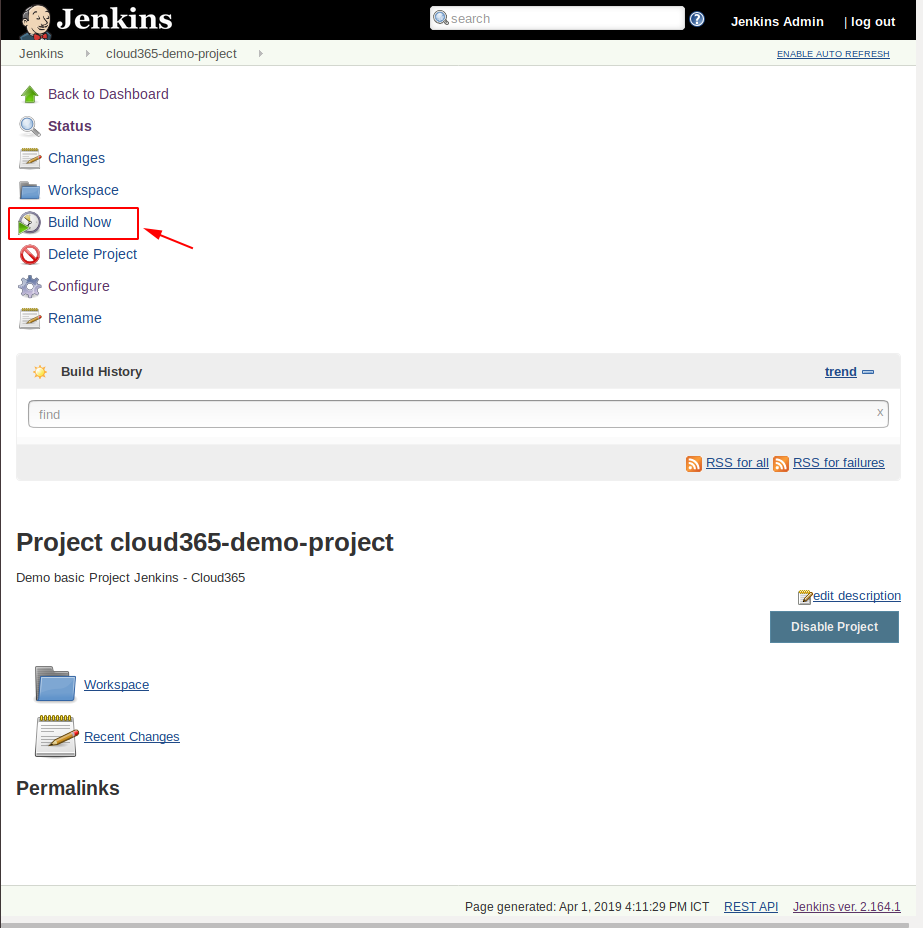 Jenkins
search
Jenkins Admin | log out
Jenkins cloud365-demo-project ENABLE AUTO REFRESH
Back to Dashboard
Status
Changes
Workspace
Build Now
Delete Project
Configure
Rename
Build History trend
find x
RSS for all RSS for failures
Project cloud365-demo-project
Demo basic Project Jenkins - Cloud365
edit description
Disable Project
Workspace
Recent Changes
Permalinks
Page generated: Apr 1, 2019 4:11:29 PM ICT REST API Jenkins ver. 2.164.1